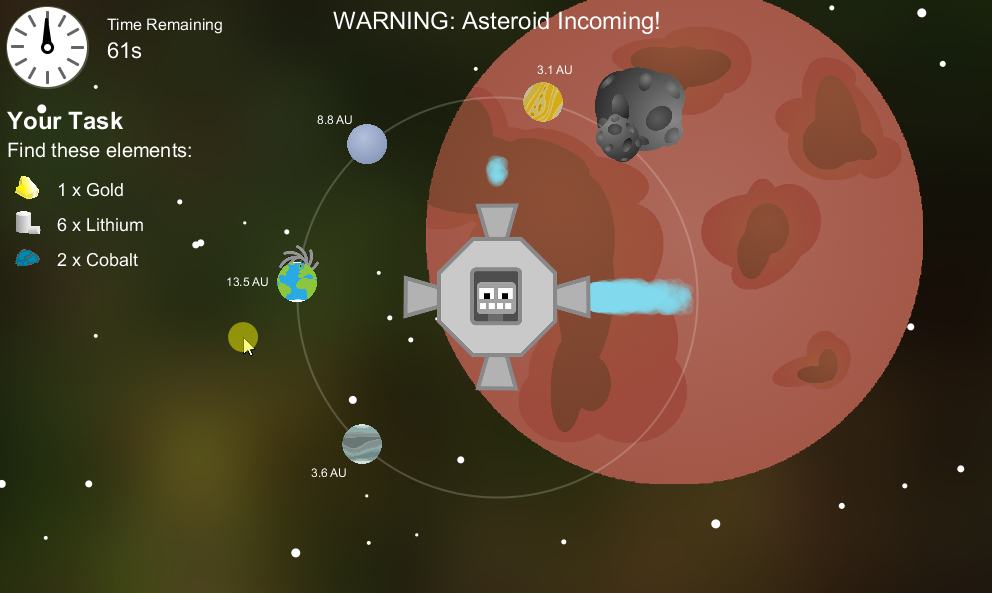 WARNING: Asteroid Incoming!
Time Remaining
61s
Your Task
Find these elements:
1 x Gold
6 x Lithium
2 x Cobalt
3.1 AU
8.8 AU
13.5 AU
3.6 AU